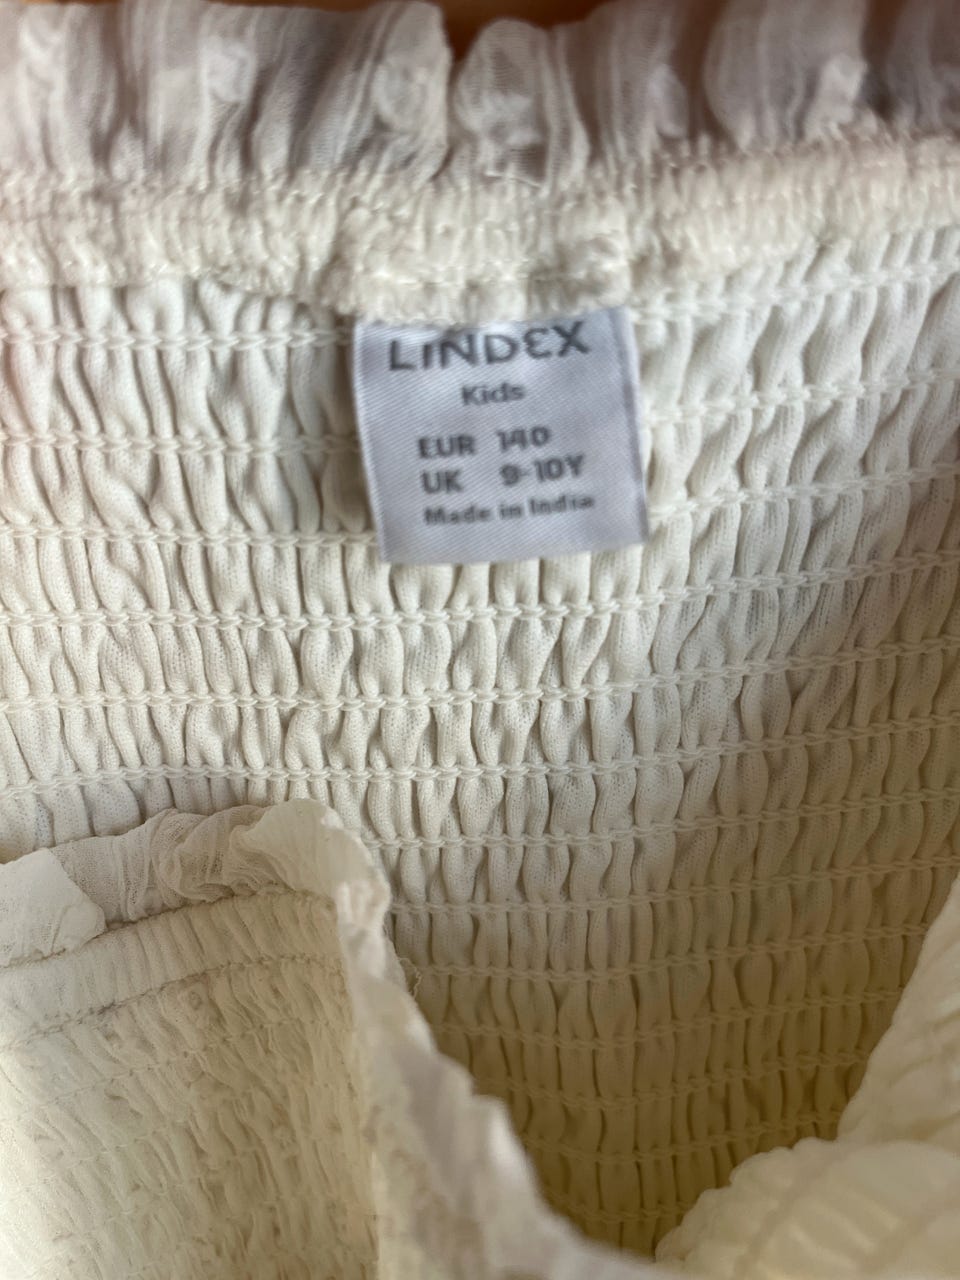 LINDEX
Kids
EUR 140
UK 9-10Y
Made in India